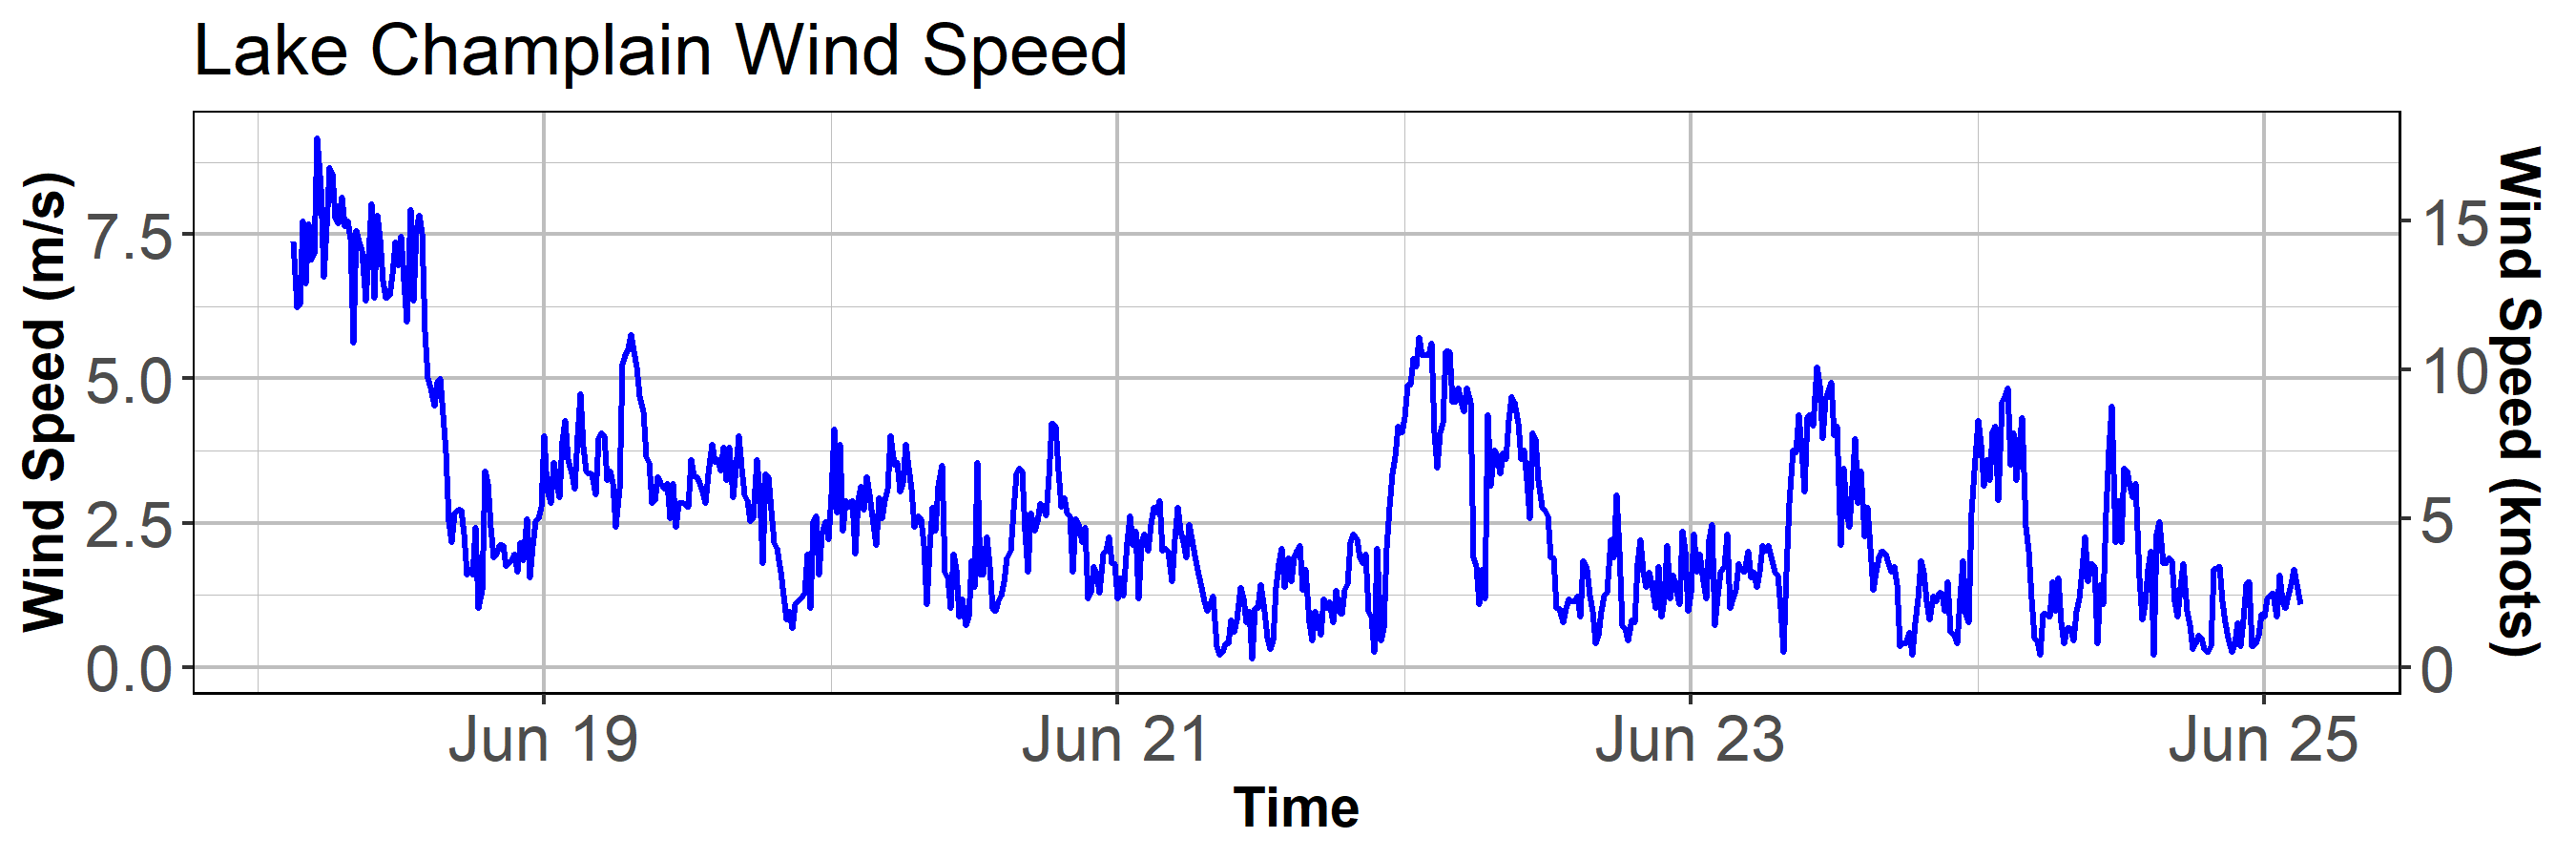 Lake Champlain Wind Speed
Wind Speed (m/s)
7.5
5.0
2.5
0.0
15
10
5
0
Wind Speed (knots)
Jun 19
Jun 21
Jun 23
Jun 25
Time